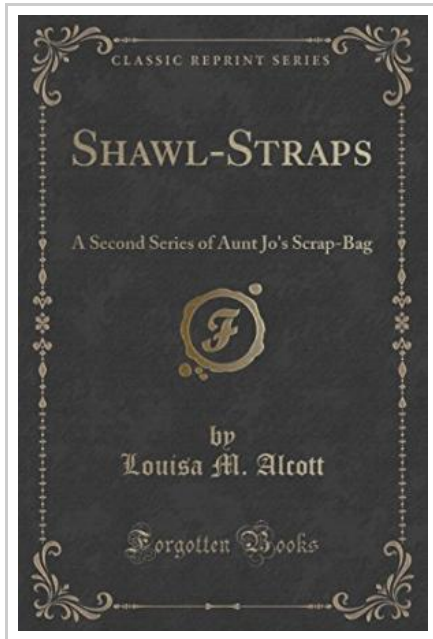 CLASSIC REPRINT SERIES
SHAWL-STRAPS
A Second Series of Aunt Jo's Scrap-Bag
F
by
Louisa M. Alcott
Forgotten Books